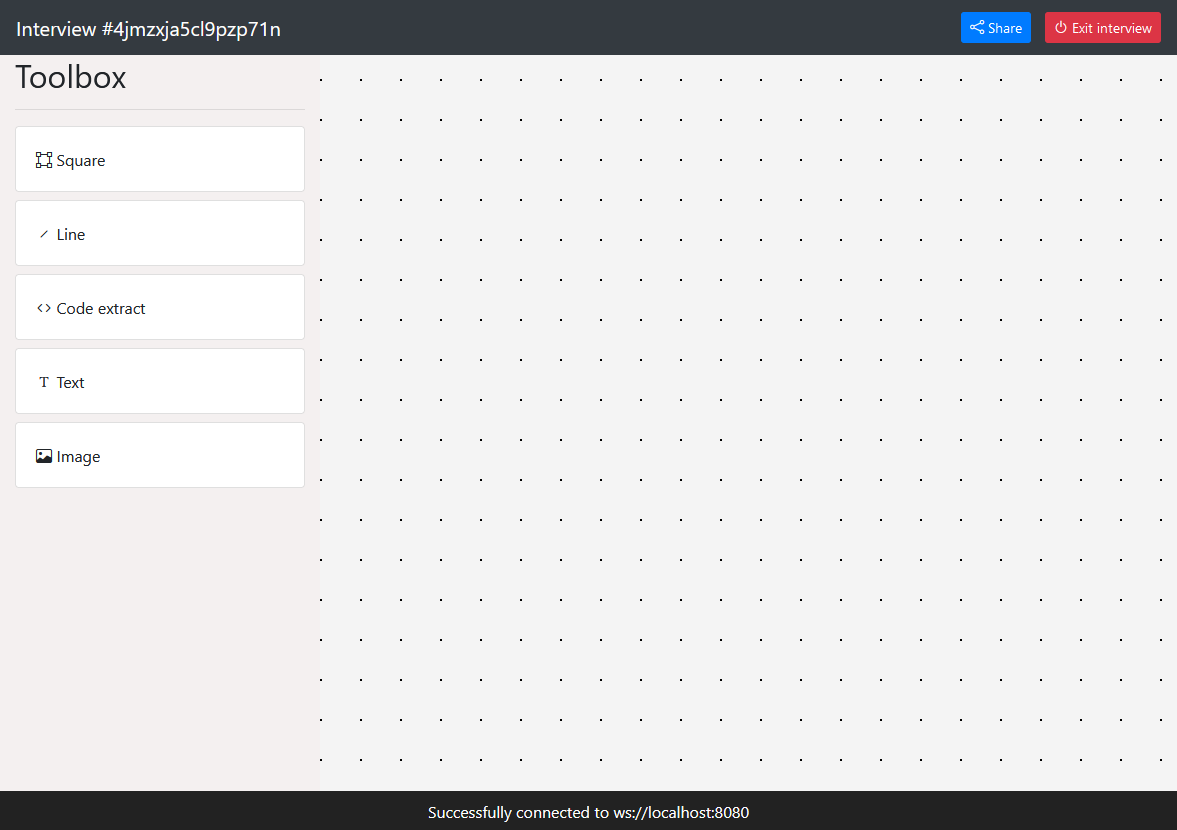 Interview #4jmzxja5cl9pzp71n
Share
Exit interview
Toolbox
Square
Line
Code extract
Text
Image
Successfully connected to ws://localhost:8080